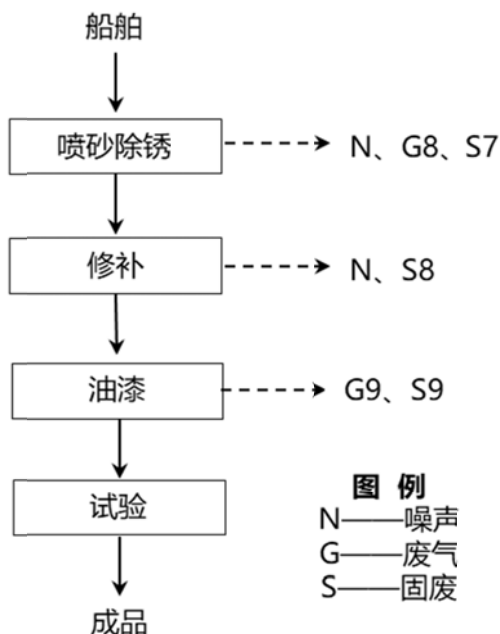 船舶
喷砂除锈
N、G8、S7
修补
N、S8
油漆
G9、S9
试验
成品
图 例
N——噪声
G——废气
S——固废